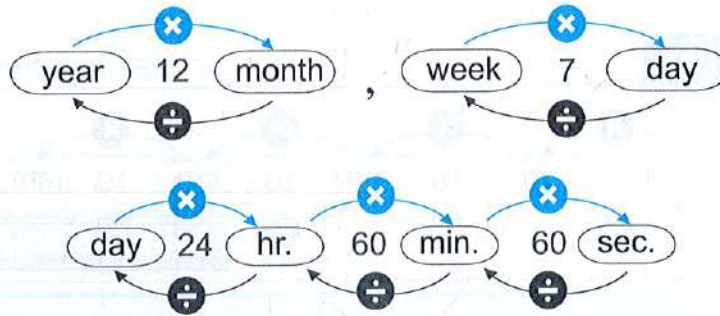 × ×
year 12 month , week 7 day
÷ ÷
× × ×
day 24 hr. 60 min. 60 sec.
÷ ÷ ÷